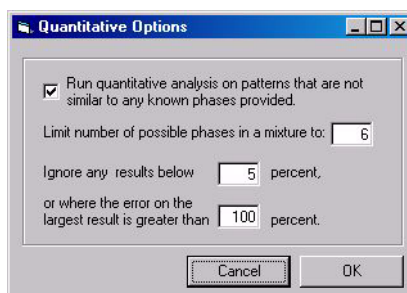 Quantitative Options
Run quantitative analysis on patterns that are not
similar to any known phases provided.
Limit number of possible phases in a mixture to: 6
Ignore any results below 5 percent,
or where the error on the
largest result is greater than 100 percent.
Cancel OK